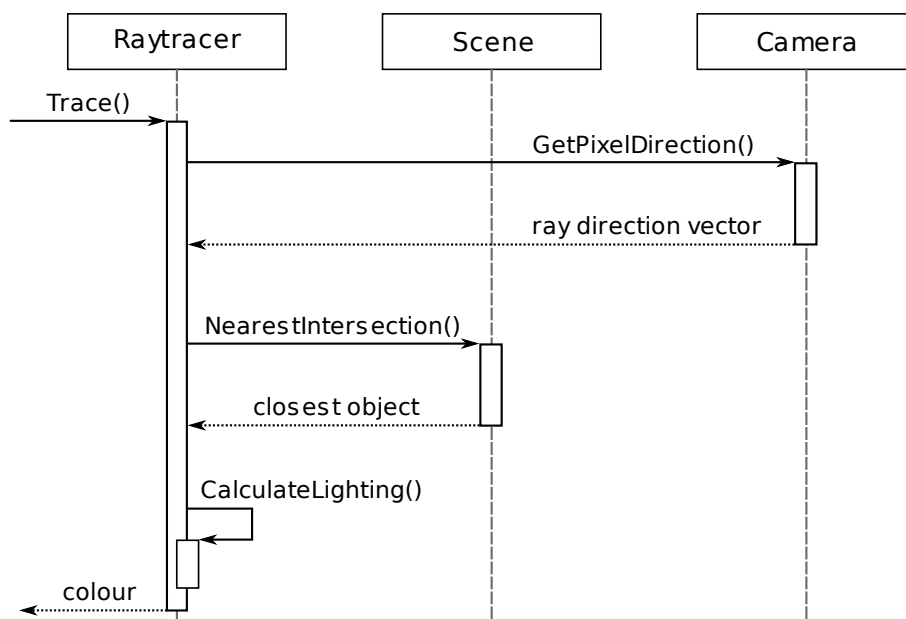 Raytracer
Scene
Camera
Trace()
GetPixelDirection()
ray direction vector
NearestIntersection()
closest object
CalculateLighting()
colour